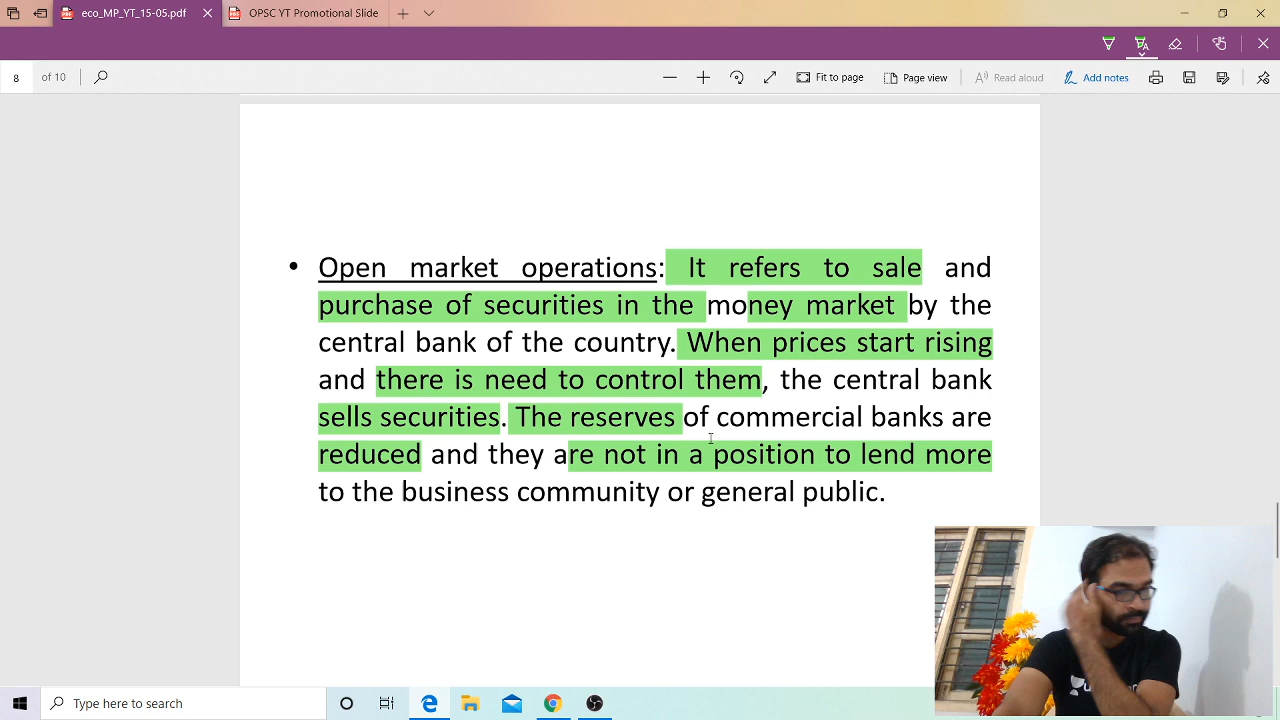 eco_MP_YT_15-05.pdf
OPSC YT Promotional Slide
8 of 10
Fit to page
Page view
Read aloud
Add notes
• Open market operations: It refers to sale and
purchase of securities in the money market by the
central bank of the country. When prices start rising
and there is need to control them, the central bank
sells securities. The reserves of commercial banks are
reduced and they are not in a position to lend more
to the business community or general public.
Type here to search